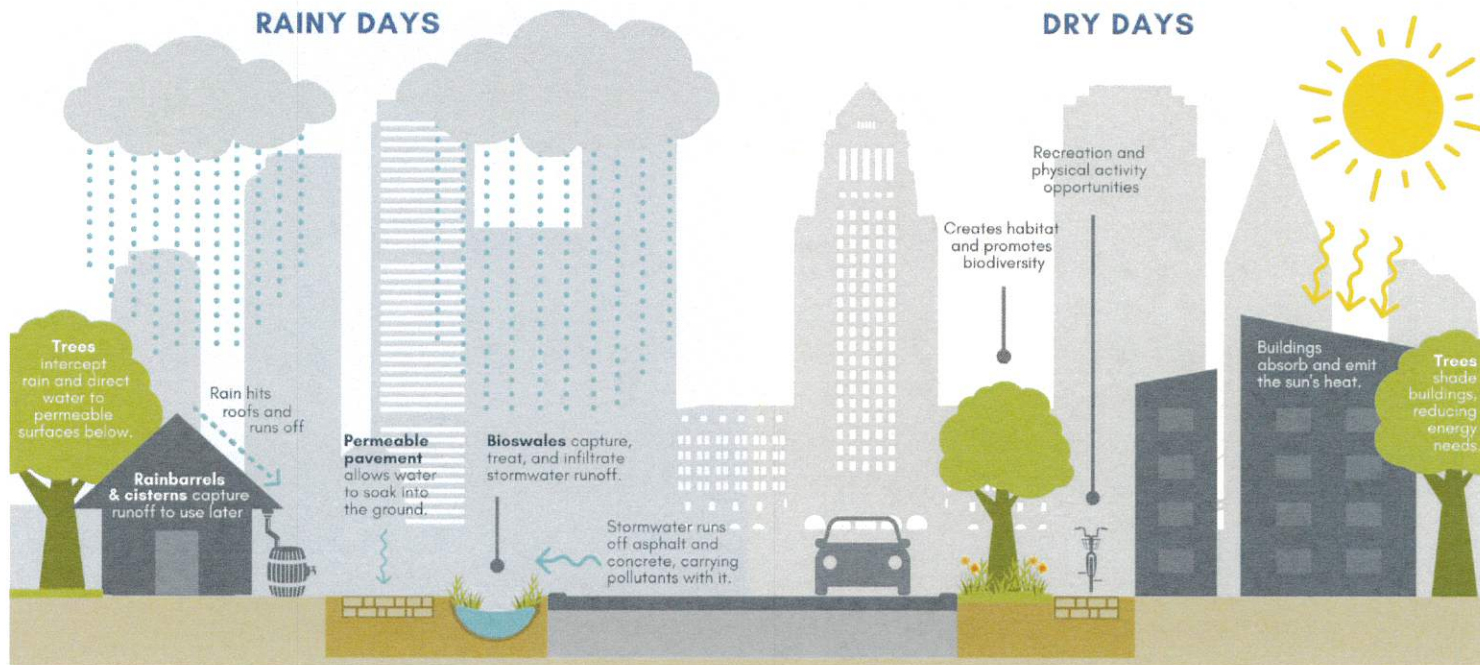 RAINY DAYS
DRY DAYS
Trees
intercept
rain and direct
water to
permeable
surfaces below.
Rain hits
roofs and
runs off
Rainbarrels
& cisterns capture
runoff to use later
Permeable
pavement
allows water
to soak into
the ground.
Bioswales capture,
treat, and infiltrate
stormwater runoff.
Stormwater runs
off asphalt and
concrete, carrying
pollutants with it.
Creates habitat
and promotes
biodiversity
Recreation and
physical activity
opportunities
Buildings
absorb and emit
the sun's heat.
Trees
shade
buildings,
reducing
energy
needs.